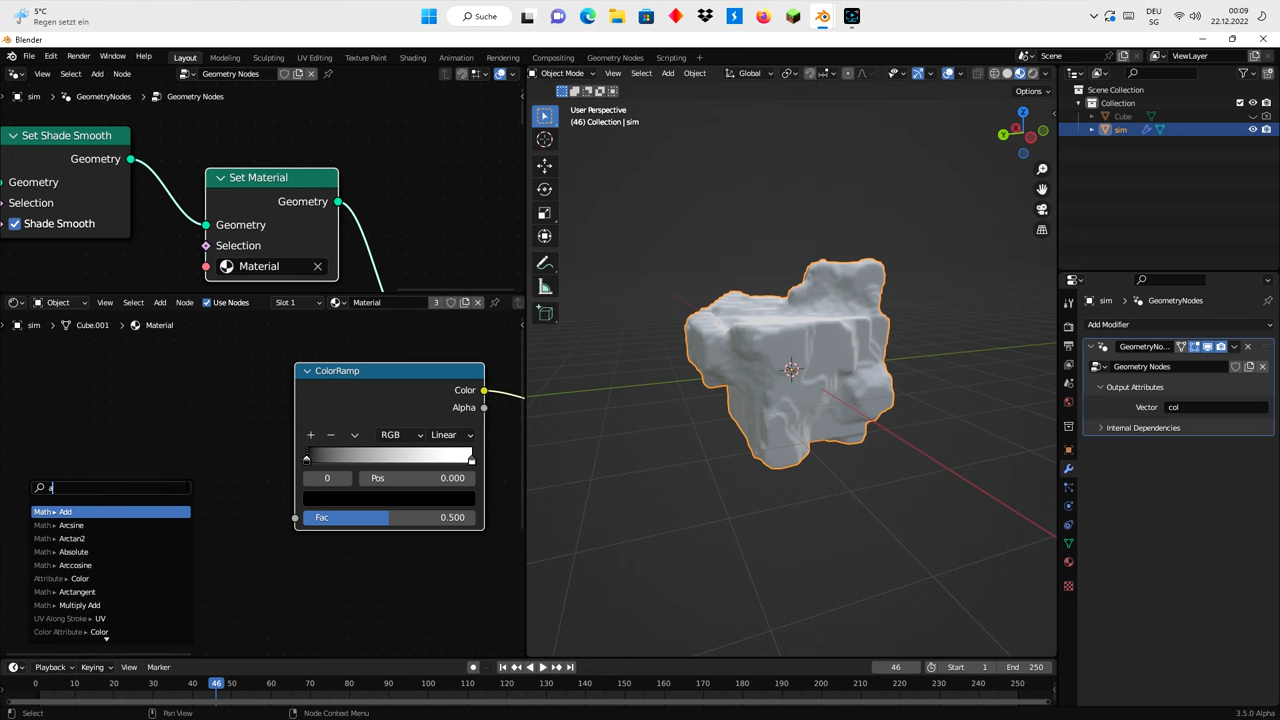 5°C
Regen setzt ein
Suche
DEU
SG
00:09
22.12.2022
Blender
File Edit Render Window Help
Layout Modeling Sculpting UV Editing Texture Paint Shading Animation Rendering Compositing Geometry Nodes Scripting +
Scene
ViewLayer
View Select Add Node
Geometry Nodes
Object Mode View Select Add Object
Global
Options
sim GeometryNodes Geometry Nodes
Set Shade Smooth
Geometry
Geometry
Selection
Shade Smooth
Set Material
Geometry
Geometry
Selection
Material
Object View Select Add Node Use Nodes Slot 1 Material 3
sim Cube.001 Material
ColorRamp
Color
Alpha
+ − RGB Linear
0 Pos 0.000
Fac 0.500
a
Math ▸ Add
Math ▸ Arcsine
Math ▸ Arctan2
Math ▸ Absolute
Math ▸ Arccosine
Attribute ▸ Color
Math ▸ Arctangent
Math ▸ Multiply Add
UV Along Stroke ▸ UV
Color Attribute ▸ Color
User Perspective
(46) Collection | sim
Z
Y
X
Scene Collection
Collection
Cube
sim
sim GeometryNodes
Add Modifier
GeometryNo...
Geometry Nodes
Output Attributes
Vector col
Internal Dependencies
Playback Keying View Marker
46 Start 1 End 250
0 10 20 30 40 46 50 60 70 80 90 100 110 120 130 140 150 160 170 180 190 200 210 220 230 240 250
Select Pan View Node Context Menu 3.5.0 Alpha